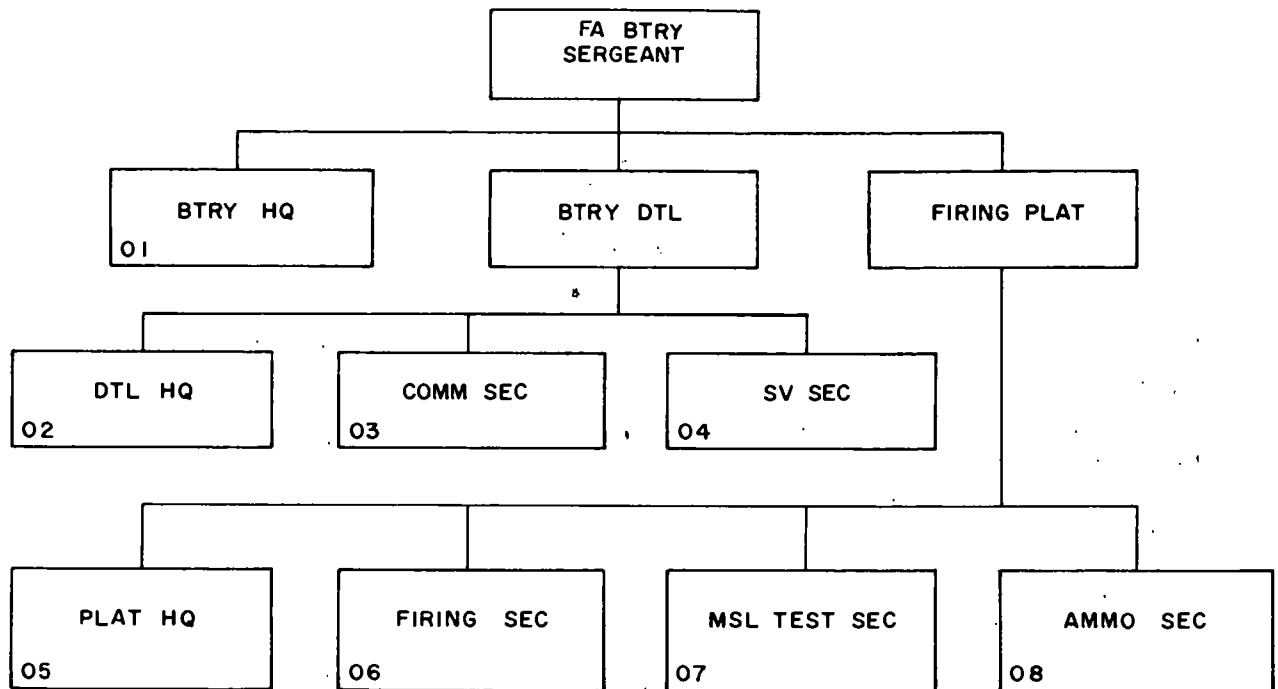 FA BTRY
SERGEANT
BTRY HQ
01
BTRY DTL
FIRING PLAT
DTL HQ
02
COMM SEC
03
SV SEC
04
PLAT HQ
05
FIRING SEC
06
MSL TEST SEC
07
AMMO SEC
08